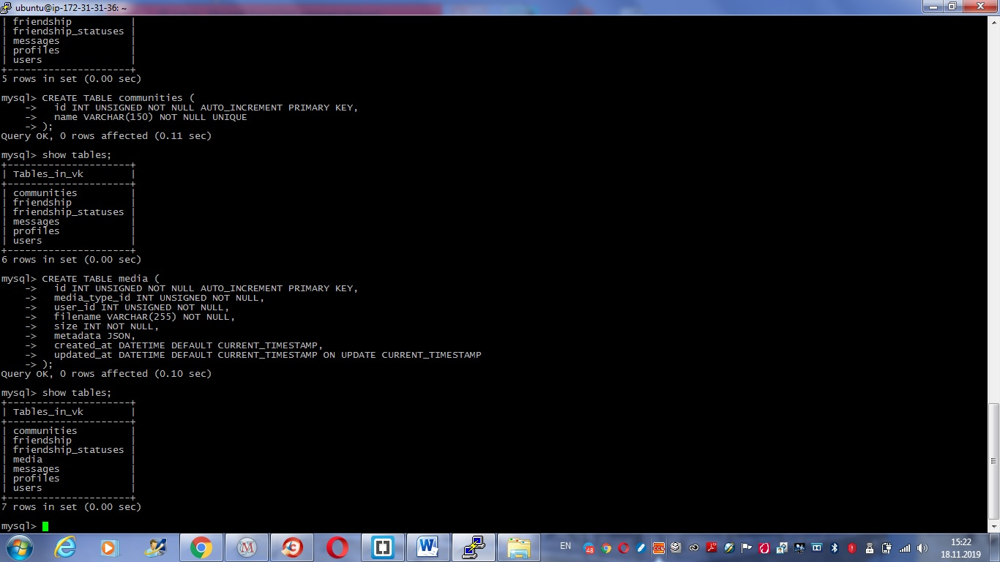 ubuntu@ip-172-31-31-36: ~
| friendship |
| friendship_statuses |
| messages |
| profiles |
| users |
+---------------------+
5 rows in set (0.00 sec)
mysql> CREATE TABLE communities (
    ->   id INT UNSIGNED NOT NULL AUTO_INCREMENT PRIMARY KEY,
    ->   name VARCHAR(150) NOT NULL UNIQUE
    -> );
Query OK, 0 rows affected (0.11 sec)
mysql> show tables;
+---------------------+
| Tables_in_vk |
+---------------------+
| communities |
| friendship |
| friendship_statuses |
| messages |
| profiles |
| users |
+---------------------+
6 rows in set (0.00 sec)
mysql> CREATE TABLE media (
    ->   id INT UNSIGNED NOT NULL AUTO_INCREMENT PRIMARY KEY,
    ->   media_type_id INT UNSIGNED NOT NULL,
    ->   user_id INT UNSIGNED NOT NULL,
    ->   filename VARCHAR(255) NOT NULL,
    ->   size INT NOT NULL,
    ->   metadata JSON,
    ->   created_at DATETIME DEFAULT CURRENT_TIMESTAMP,
    ->   updated_at DATETIME DEFAULT CURRENT_TIMESTAMP ON UPDATE CURRENT_TIMESTAMP
    -> );
Query OK, 0 rows affected (0.10 sec)
mysql> show tables;
+---------------------+
| Tables_in_vk |
+---------------------+
| communities |
| friendship |
| friendship_statuses |
| media |
| messages |
| profiles |
| users |
+---------------------+
7 rows in set (0.00 sec)
mysql>
EN 48 CCC 15:22
18.11.2019